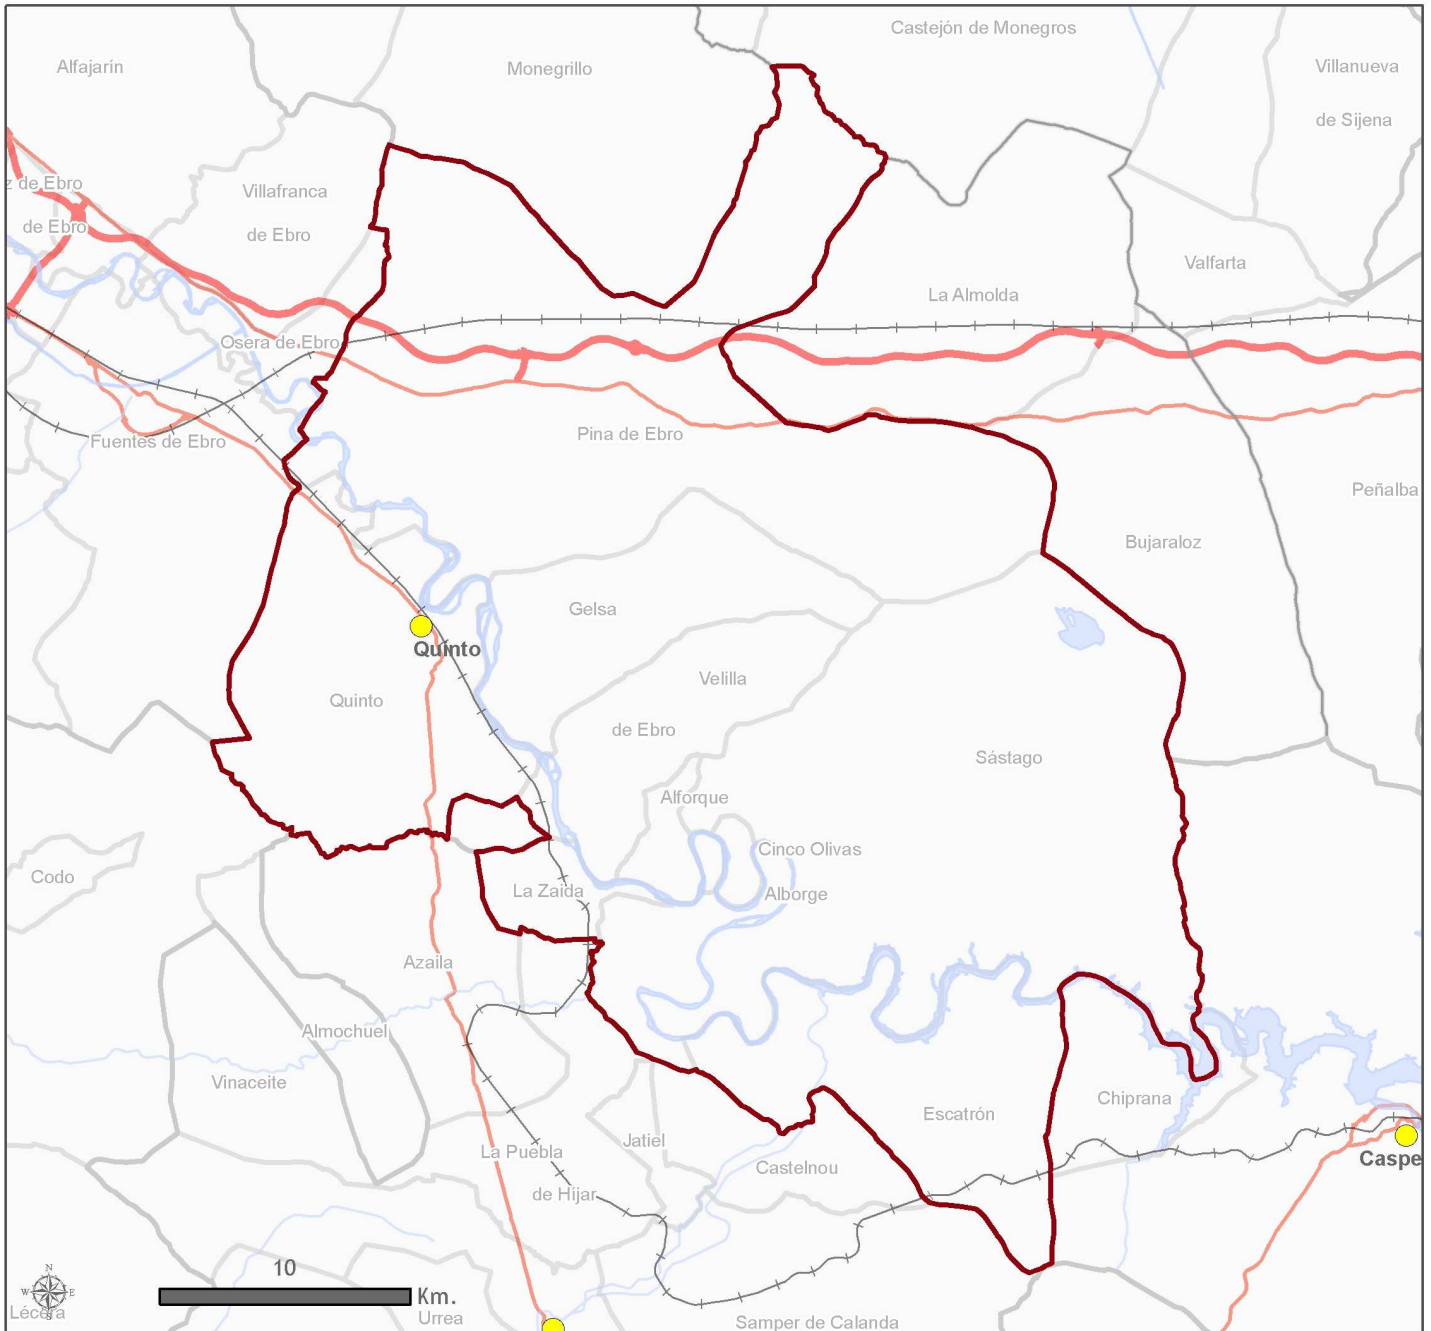 Castejón de Monegros
Alfajarín
Monegrillo
Villanueva
de Sijena
z de Ebro
de Ebro
Villafranca
de Ebro
Valfarta
La Almolda
Osera de Ebro
Fuentes de Ebro
Pina de Ebro
Peñalba
Bujaraloz
Gelsa
Quinto
Quinto
Velilla
de Ebro
Sástago
Alforque
Cinco Olivas
Alborge
Codo
La Zaida
Azaila
Almochuel
Vinaceite
Escatrón
Chiprana
Jatiel
La Puebla
de Híjar
Castelnou
Caspe
10
Km.
N
W E
S
Lécera
Urrea
Samper de Calanda